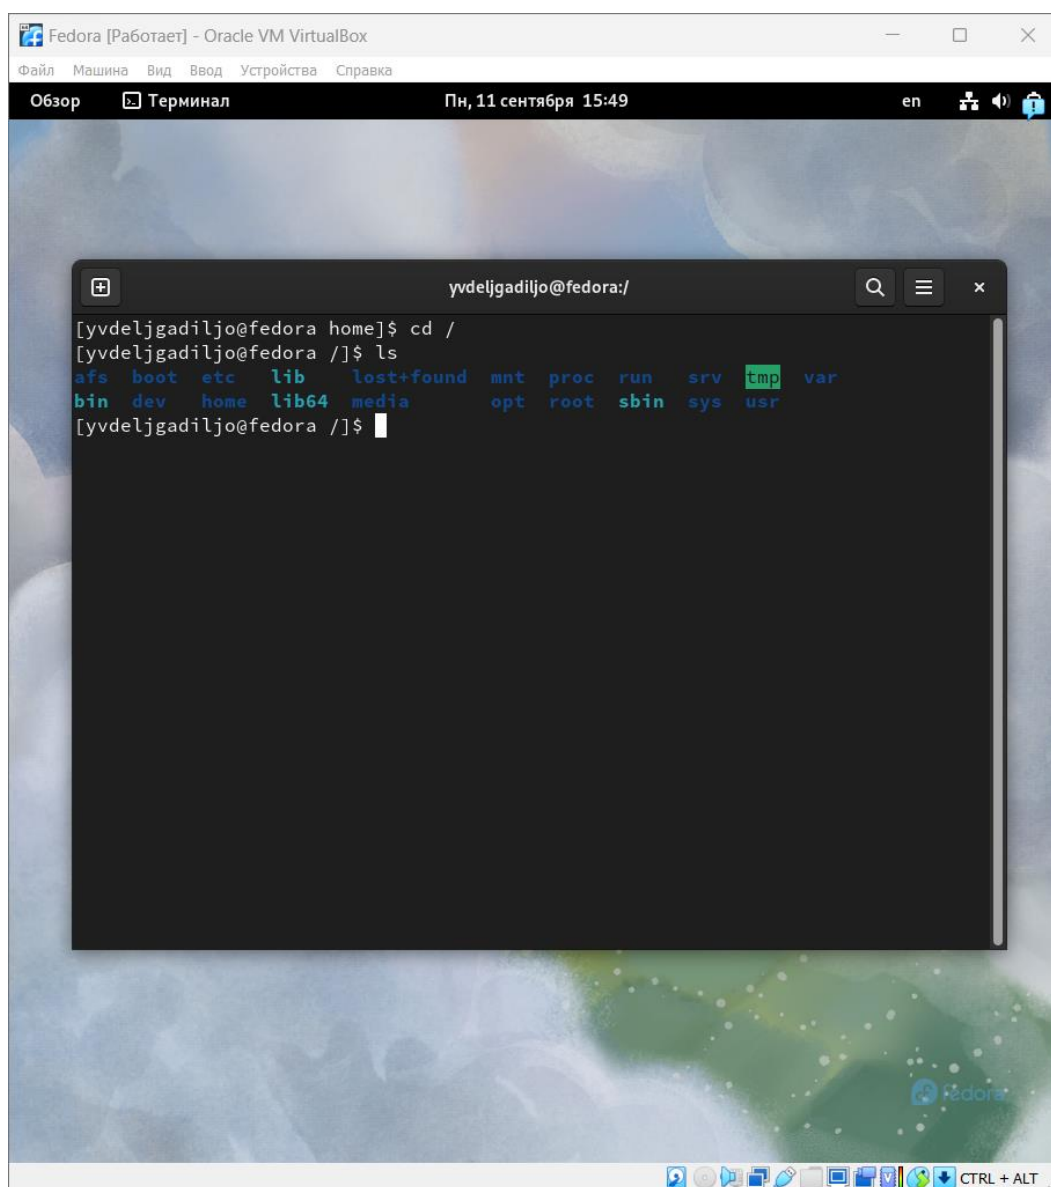 Fedora [Работает] - Oracle VM VirtualBox
Файл Машина Вид Ввод Устройства Справка
Обзор Терминал Пн, 11 сентября 15:49 en
yvdeljgadiljo@fedora:/
[yvdeljgadiljo@fedora home]$ cd /
[yvdeljgadiljo@fedora /]$ ls
afs boot etc lib lost+found mnt proc run srv tmp var
bin dev home lib64 media opt root sbin sys usr
[yvdeljgadiljo@fedora /]$
fedora
CTRL + ALT